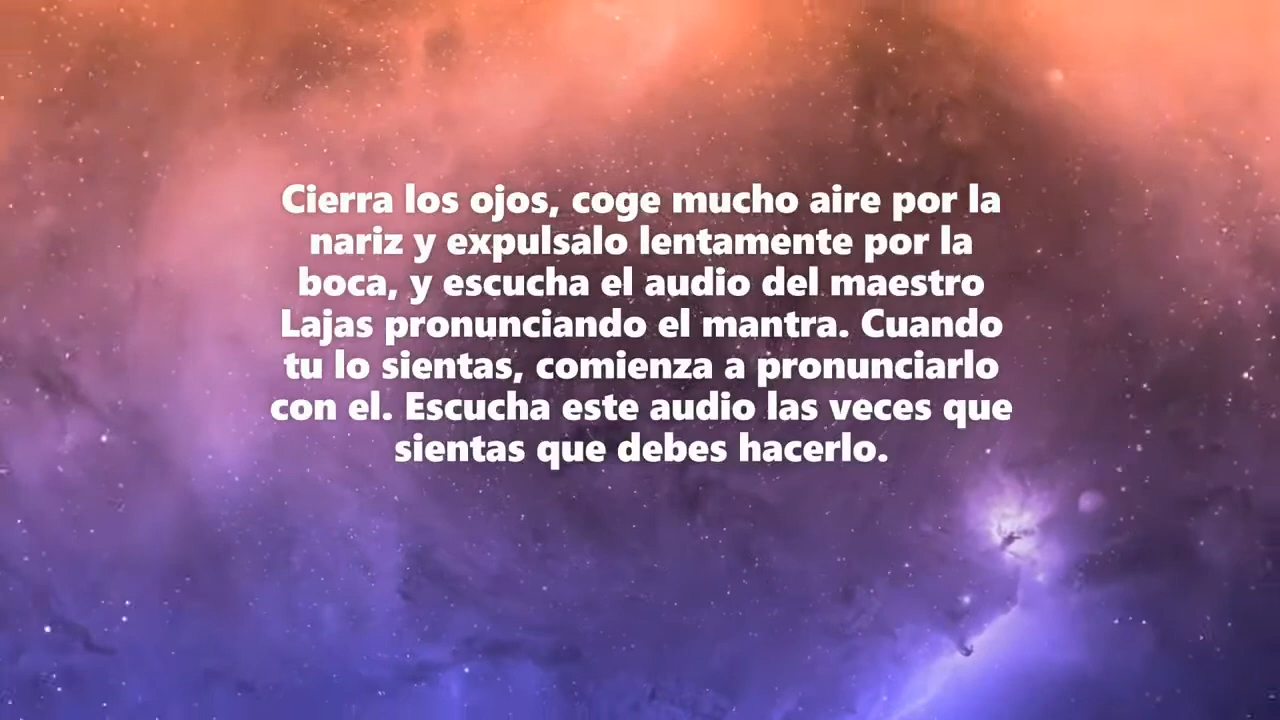 Cierra los ojos, coge mucho aire por la
nariz y expulsalo lentamente por la
boca, y escucha el audio del maestro
Lajas pronunciando el mantra. Cuando
tu lo sientas, comienza a pronunciarlo
con el. Escucha este audio las veces que
sientas que debes hacerlo.